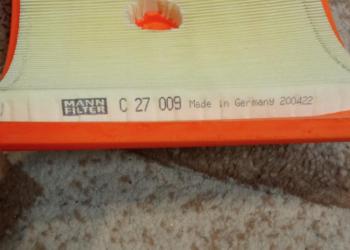 MANN
FILTER
C 27 009 Made in Germany 200422